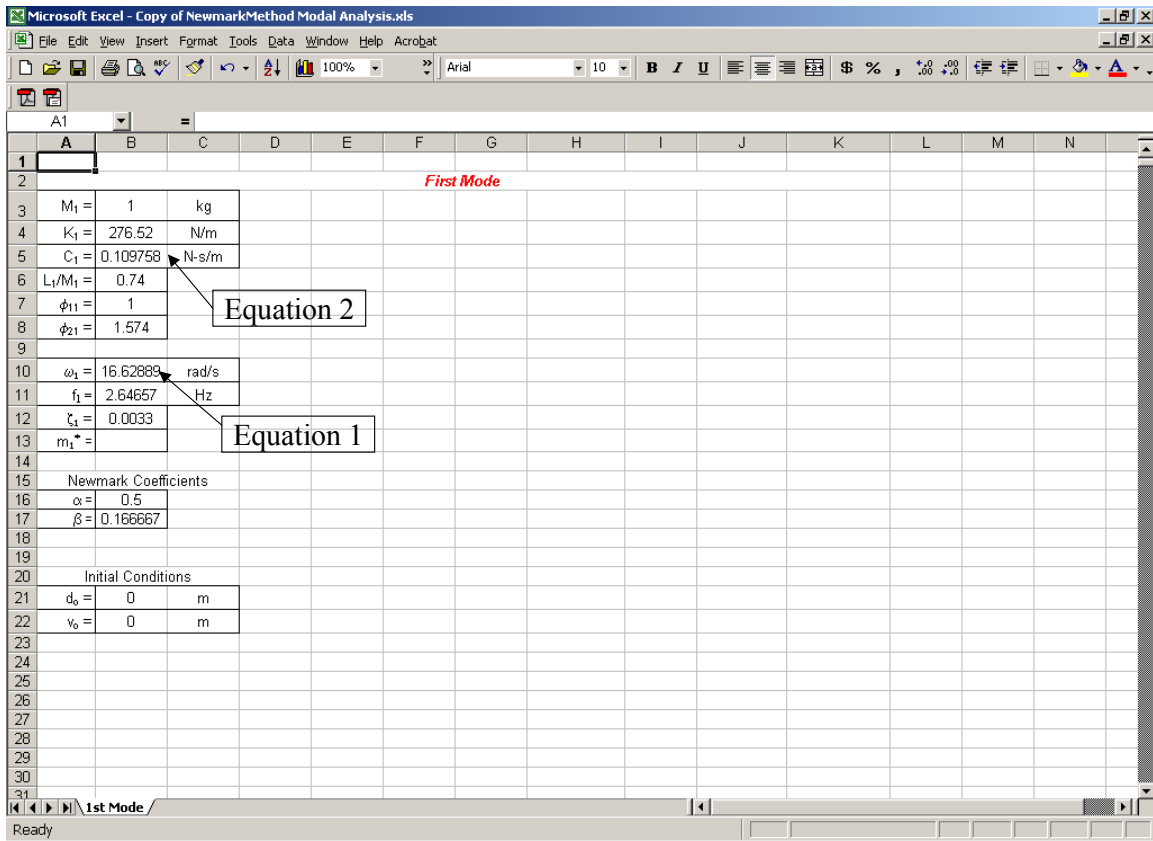 Microsoft Excel - Copy of NewmarkMethod Modal Analysis.xls
File Edit View Insert Format Tools Data Window Help Acrobat
100% Arial 10 B I U $ % ,
A1 =
A B C D E F G H I J K L M N
1
2 First Mode
3 M₁ = 1 kg
4 K₁ = 276.52 N/m
5 C₁ = 0.109758 N-s/m
6 L₁/M₁ = 0.74
7 ϕ₁₁ = 1
Equation 2
8 ϕ₂₁ = 1.574
9
10 ω₁ = 16.62889 rad/s
11 f₁ = 2.64657 Hz
12 ζ₁ = 0.0033
Equation 1
13 m₁* =
14
15 Newmark Coefficients
16 α = 0.5
17 β = 0.166667
18
19
20 Initial Conditions
21 dₒ = 0 m
22 vₒ = 0 m
23
24
25
26
27
28
29
30
31
1st Mode
Ready